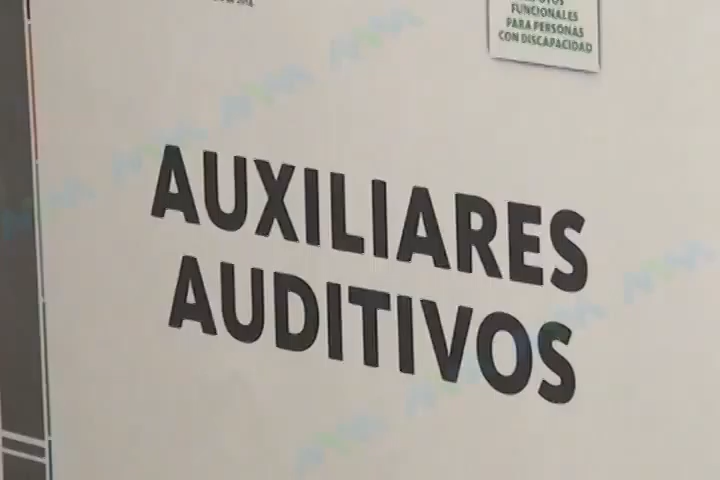 FUNCIONALES
PARA PERSONAS
CON DISCAPACIDAD
AUXILIARES
AUDITIVOS